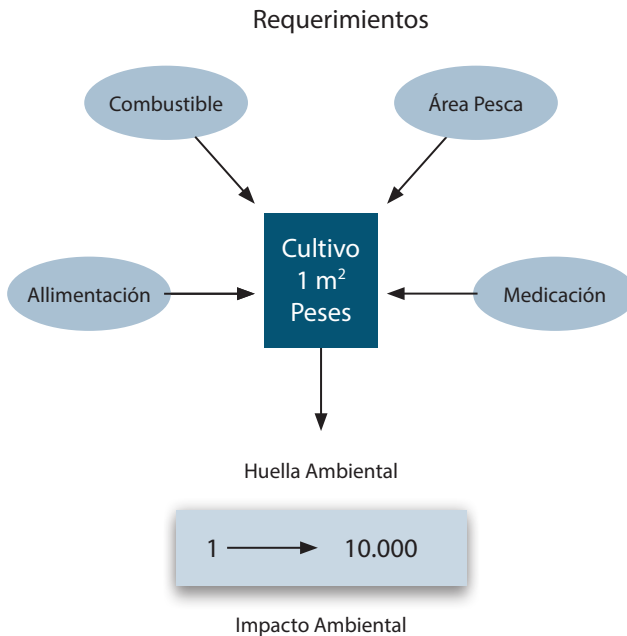 Requerimientos
Combustible
Área Pesca
Cultivo
1 m²
Peses
Allimentación
Medicación
Huella Ambiental
1 → 10.000
Impacto Ambiental